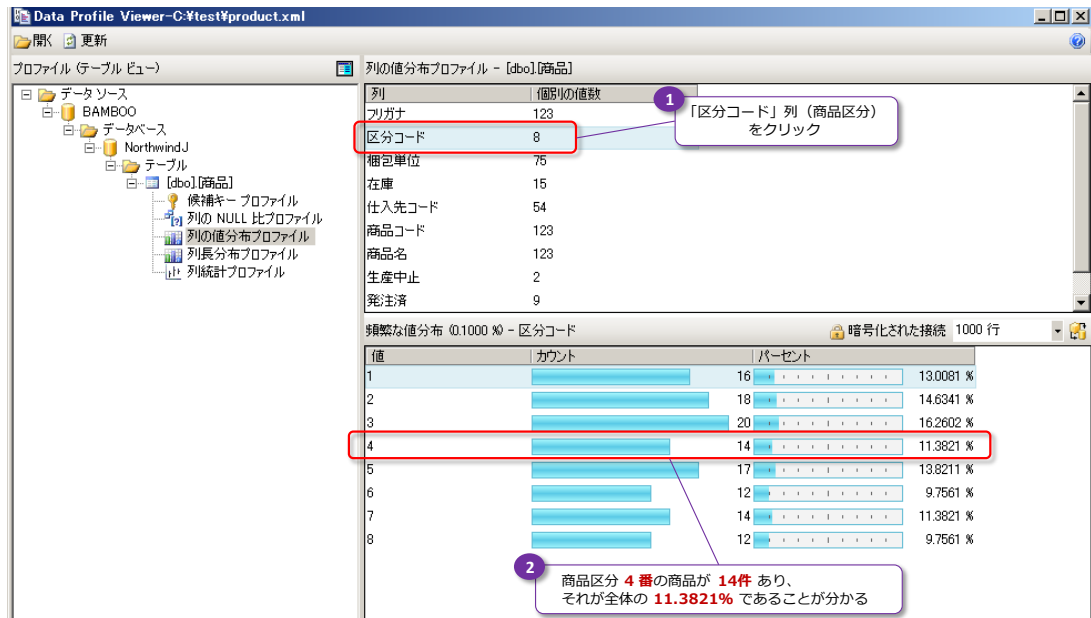 Data Profile Viewer-C:¥test¥product.xml
開く 更新
プロファイル (テーブル ビュー)
列の値分布プロファイル - [dbo].[商品]
データ ソース
BAMBOO
データベース
NorthwindJ
テーブル
[dbo].[商品]
候補キー プロファイル
列の NULL 比プロファイル
列の値分布プロファイル
列長分布プロファイル
列統計プロファイル
列 個別の値数
フリガナ 123
区分コード 8
梱包単位 75
在庫 15
仕入先コード 54
商品コード 123
商品名 123
生産中止 2
発注済 9
1
「区分コード」列（商品区分）
をクリック
頻繁な値分布 (0.1000 %) - 区分コード 暗号化された接続 1000 行
値 カウント パーセント
1 16 13.0081 %
2 18 14.6341 %
3 20 16.2602 %
4 14 11.3821 %
5 17 13.8211 %
6 12 9.7561 %
7 14 11.3821 %
8 12 9.7561 %
2
商品区分 4 番の商品が 14件 あり、
それが全体の 11.3821% であることが分かる